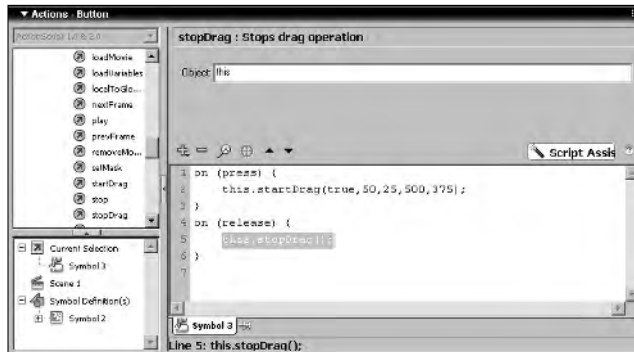 Actions - Button
ActionScript 1.0 & 2.0
loadMovie
loadVariables
localToGlo...
nextFrame
play
prevFrame
removeMo...
setMask
startDrag
stop
stopDrag
Current Selection
Symbol 3
Scene 1
Symbol Definition(s)
Symbol 2
stopDrag : Stops drag operation
Object: this
Script Assis
1 on (press) {
2 this.startDrag(true,50,25,500,375);
3 }
4 on (release) {
5 this.stopDrag();
6 }
7
Symbol 3
Line 5: this.stopDrag();